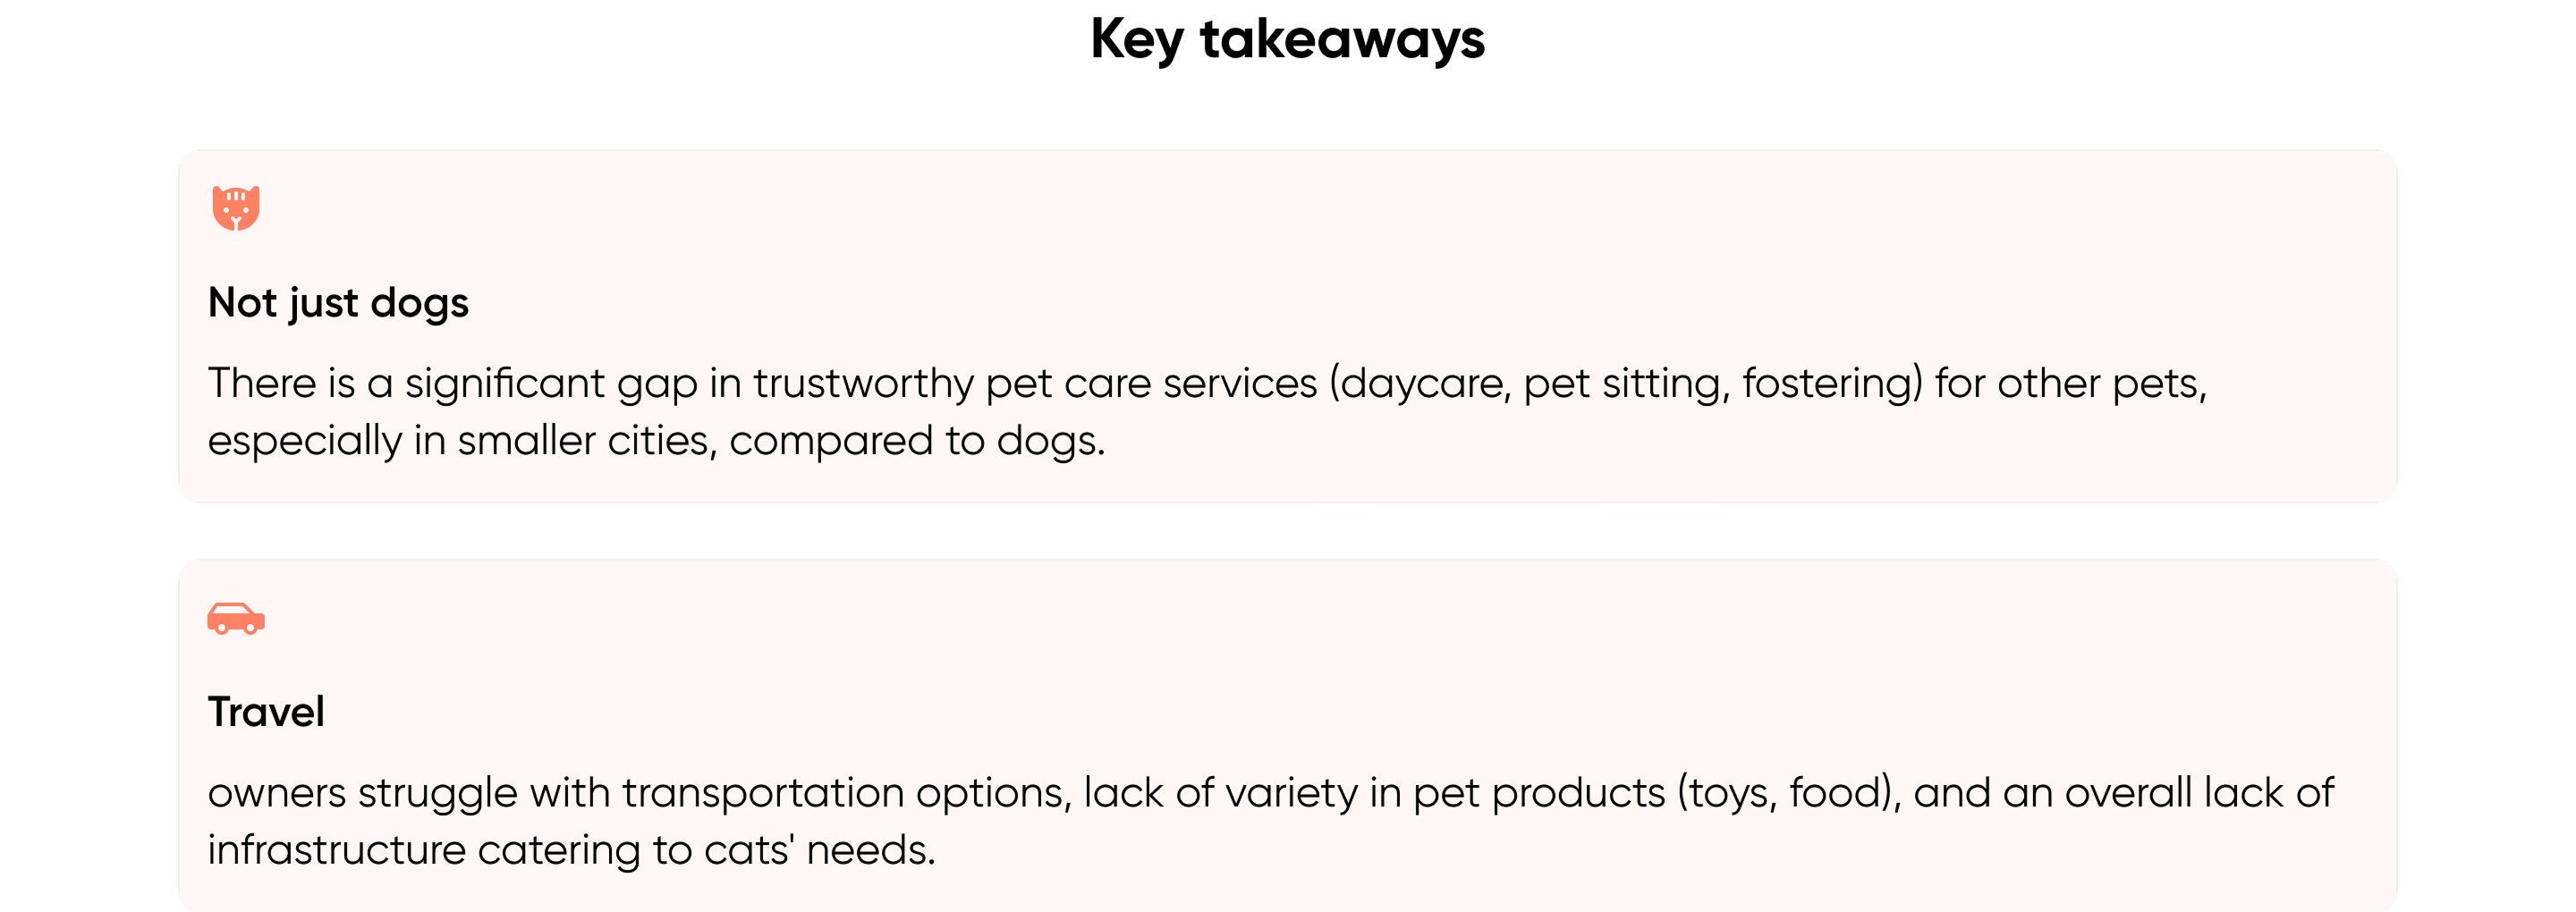 Key takeaways
Not just dogs
There is a significant gap in trustworthy pet care services (daycare, pet sitting, fostering) for other pets,
especially in smaller cities, compared to dogs.
Travel
owners struggle with transportation options, lack of variety in pet products (toys, food), and an overall lack of
infrastructure catering to cats' needs.